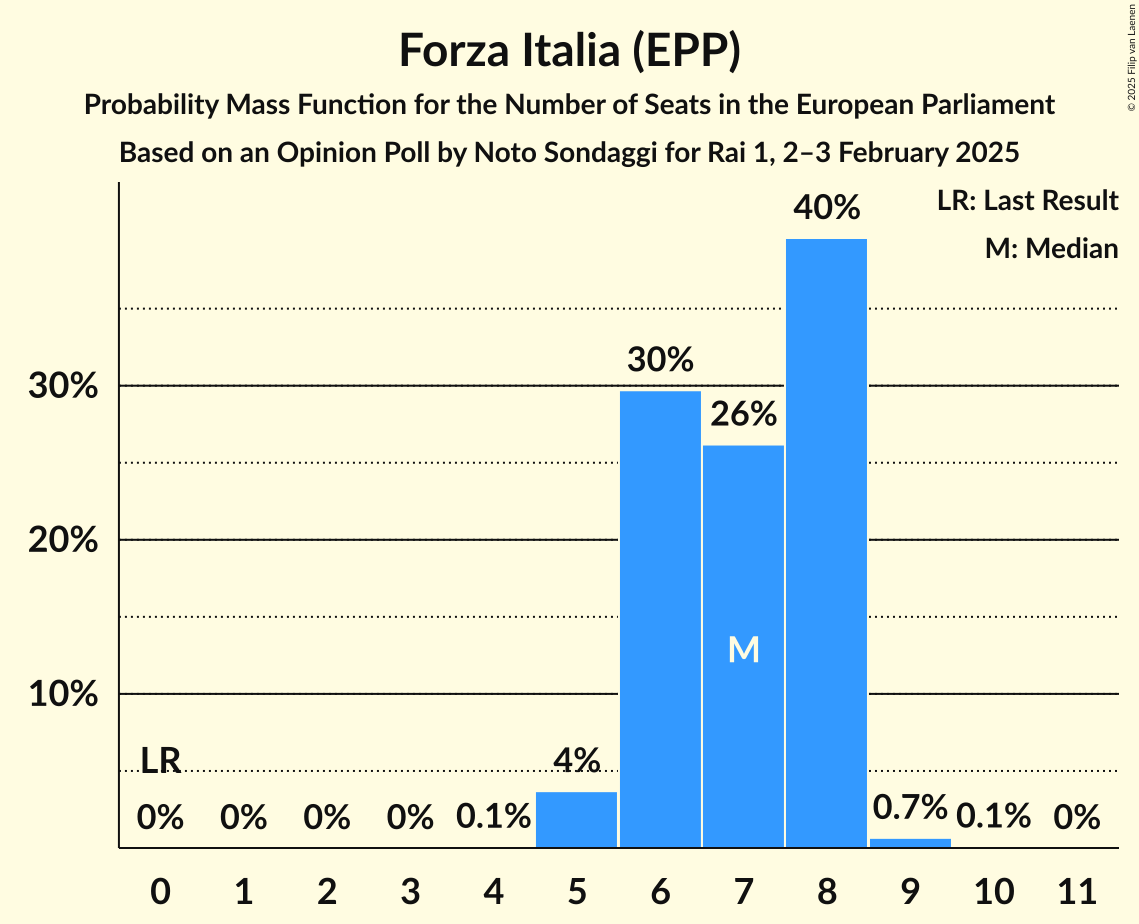 Forza Italia (EPP)
Probability Mass Function for the Number of Seats in the European Parliament
Based on an Opinion Poll by Noto Sondaggi for Rai 1, 2–3 February 2025
© 2025 Filip van Laenen
LR: Last Result
M: Median
40%
30%
30%
26%
20%
M
10%
LR
4%
0% 0% 0% 0% 0.1% 0.7% 0.1% 0%
0 1 2 3 4 5 6 7 8 9 10 11